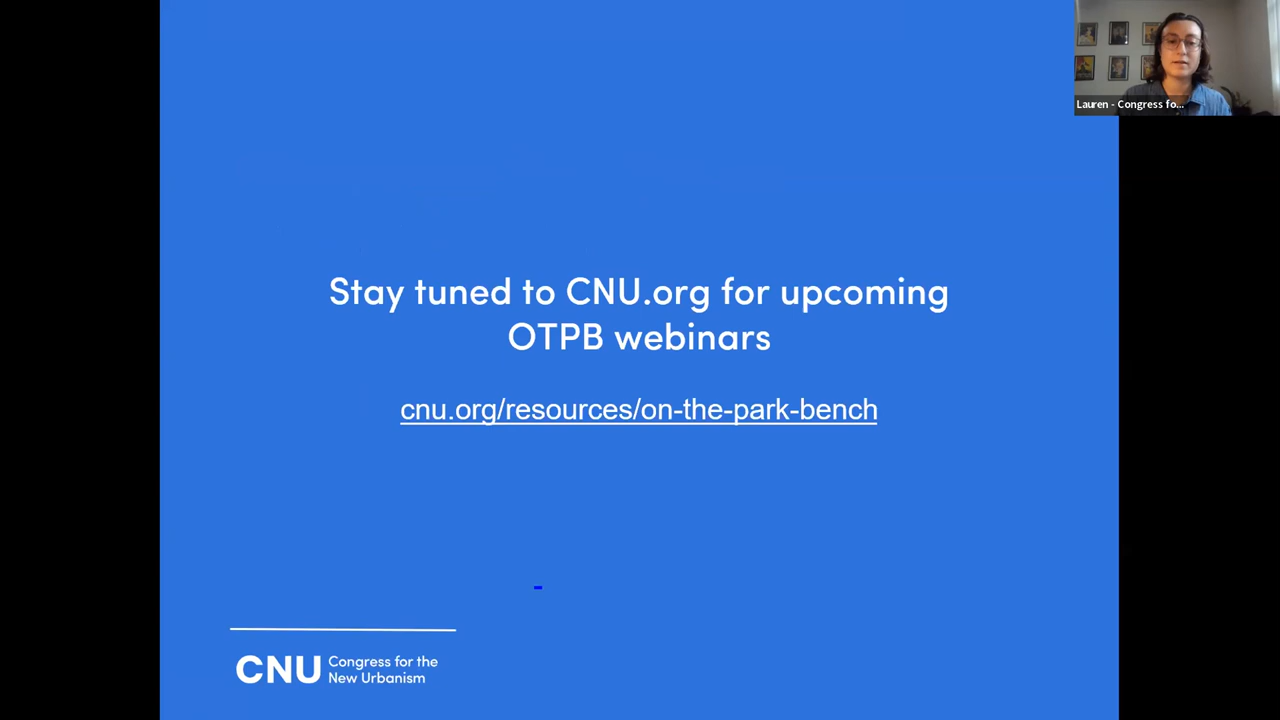 Lauren - Congress fo...
Stay tuned to CNU.org for upcoming
OTPB webinars
cnu.org/resources/on-the-park-bench
CNU Congress for the
New Urbanism